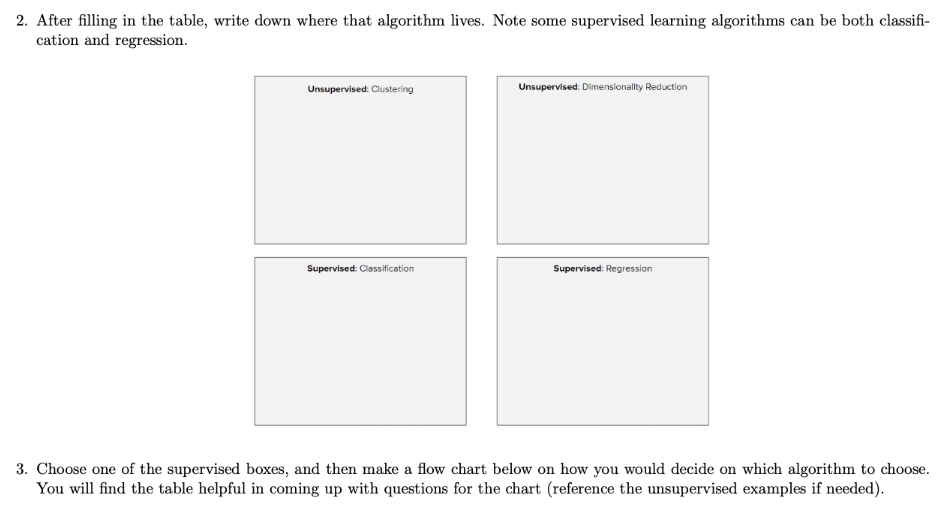 2. After filling in the table, write down where that algorithm lives. Note some supervised learning algorithms can be both classifi-
cation and regression.
Unsupervised: Clustering
Unsupervised: Dimensionality Reduction
Supervised: Classification
Supervised: Regression
3. Choose one of the supervised boxes, and then make a flow chart below on how you would decide on which algorithm to choose.
You will find the table helpful in coming up with questions for the chart (reference the unsupervised examples if needed).